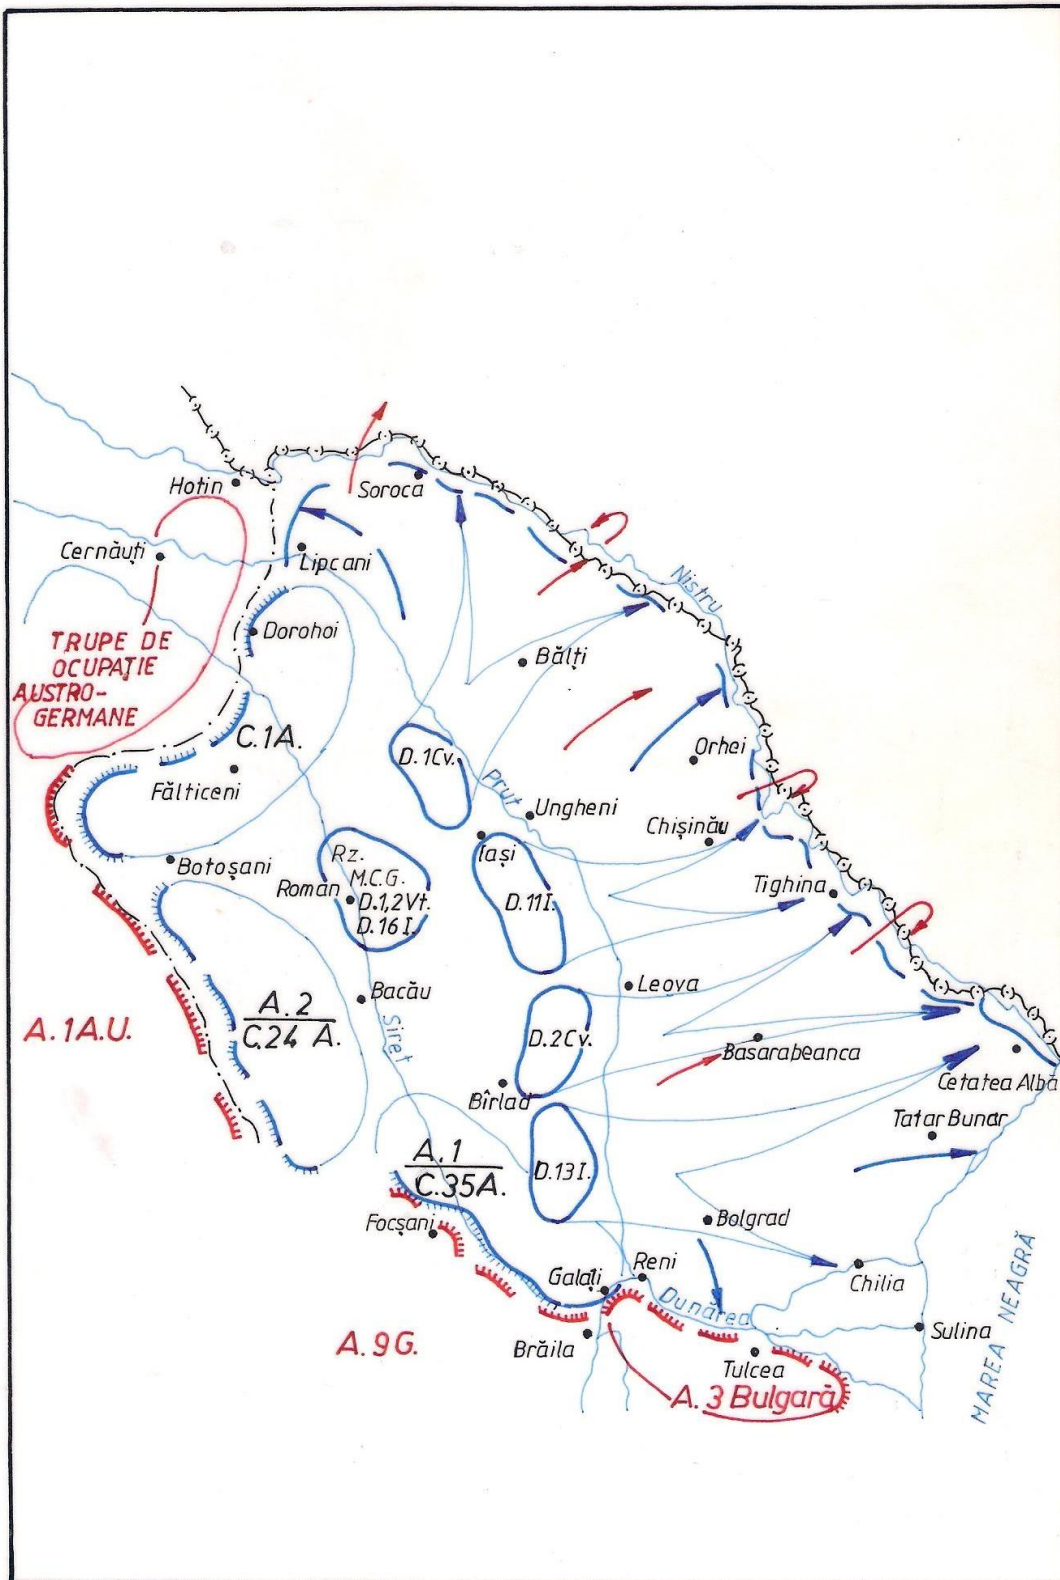 Hotin
Soroca
Cernăuți
Lipcani
Nistru
TRUPE DE
OCUPAȚIE
AUSTRO-
GERMANE
Dorohoi
Bălți
C.1A.
D.1Cv.
Orhei
Fălticeni
Prut
Ungheni
Chișinău
Botoșani
Rz.
M.C.G.
D.1,2Vt.
D.16 I.
Roman
Iași
D.11I.
Tighina
A.1A.U.
A.2
C.24 A.
Bacău
Siret
Leova
D.2Cv.
Basarabeanca
Bîrlad
Cetatea Albă
Tatar Bunar
A.1
C.35A.
D.13I.
Focșani
Bolgrad
Galați
Reni
Chilia
Dunărea
MAREA NEAGRĂ
A.9G.
Brăila
Sulina
Tulcea
A.3 Bulgară